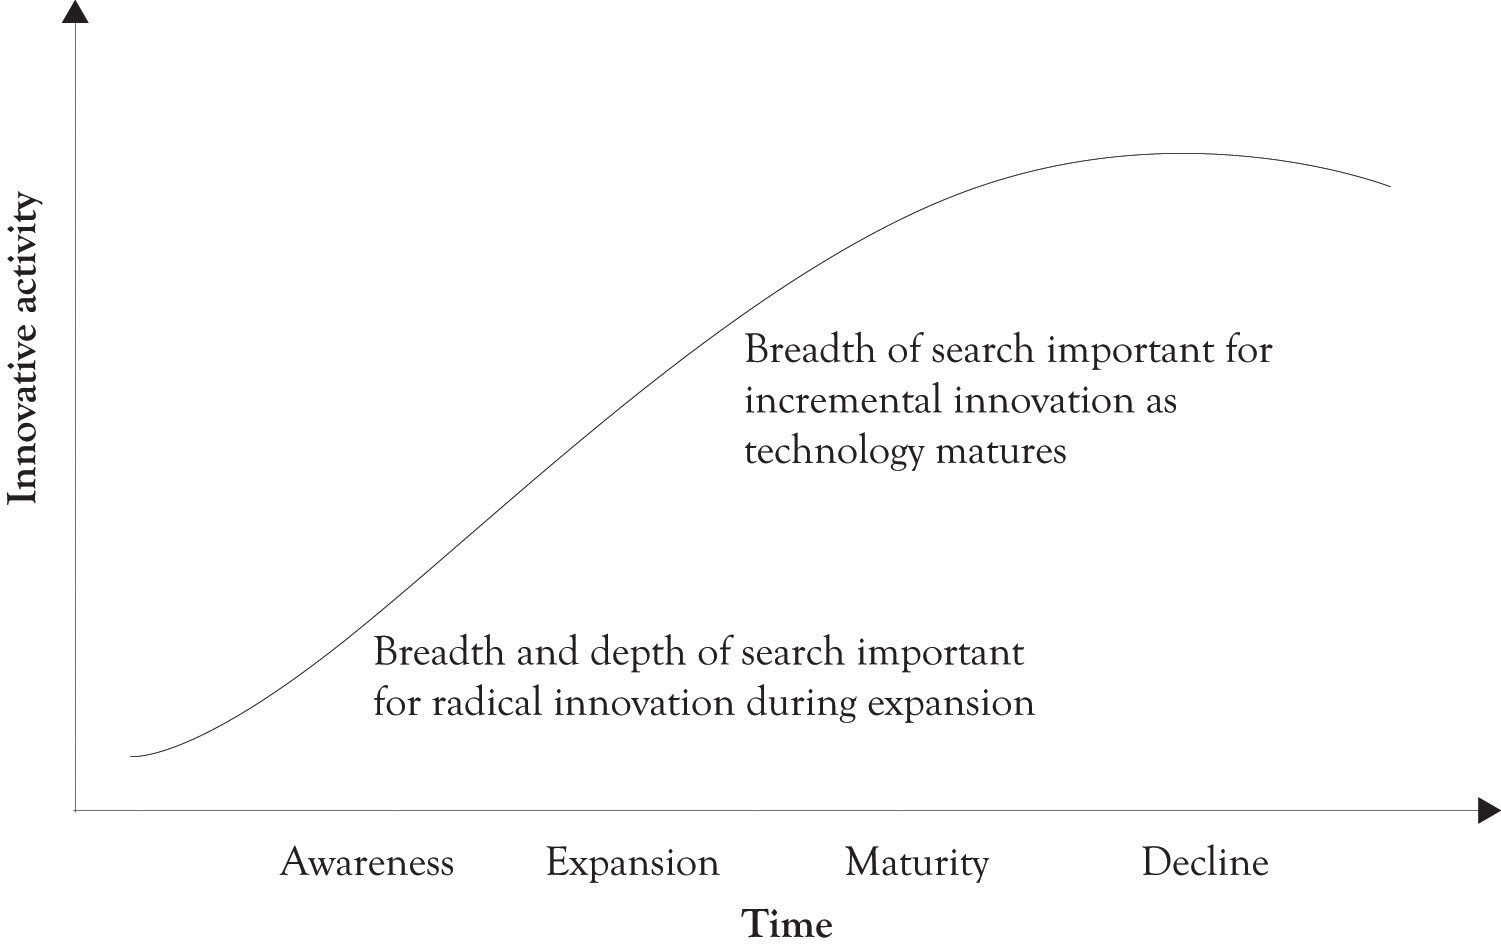 Innovative activity
Breadth of search important for
incremental innovation as
technology matures
Breadth and depth of search important
for radical innovation during expansion
Awareness
Expansion
Maturity
Decline
Time